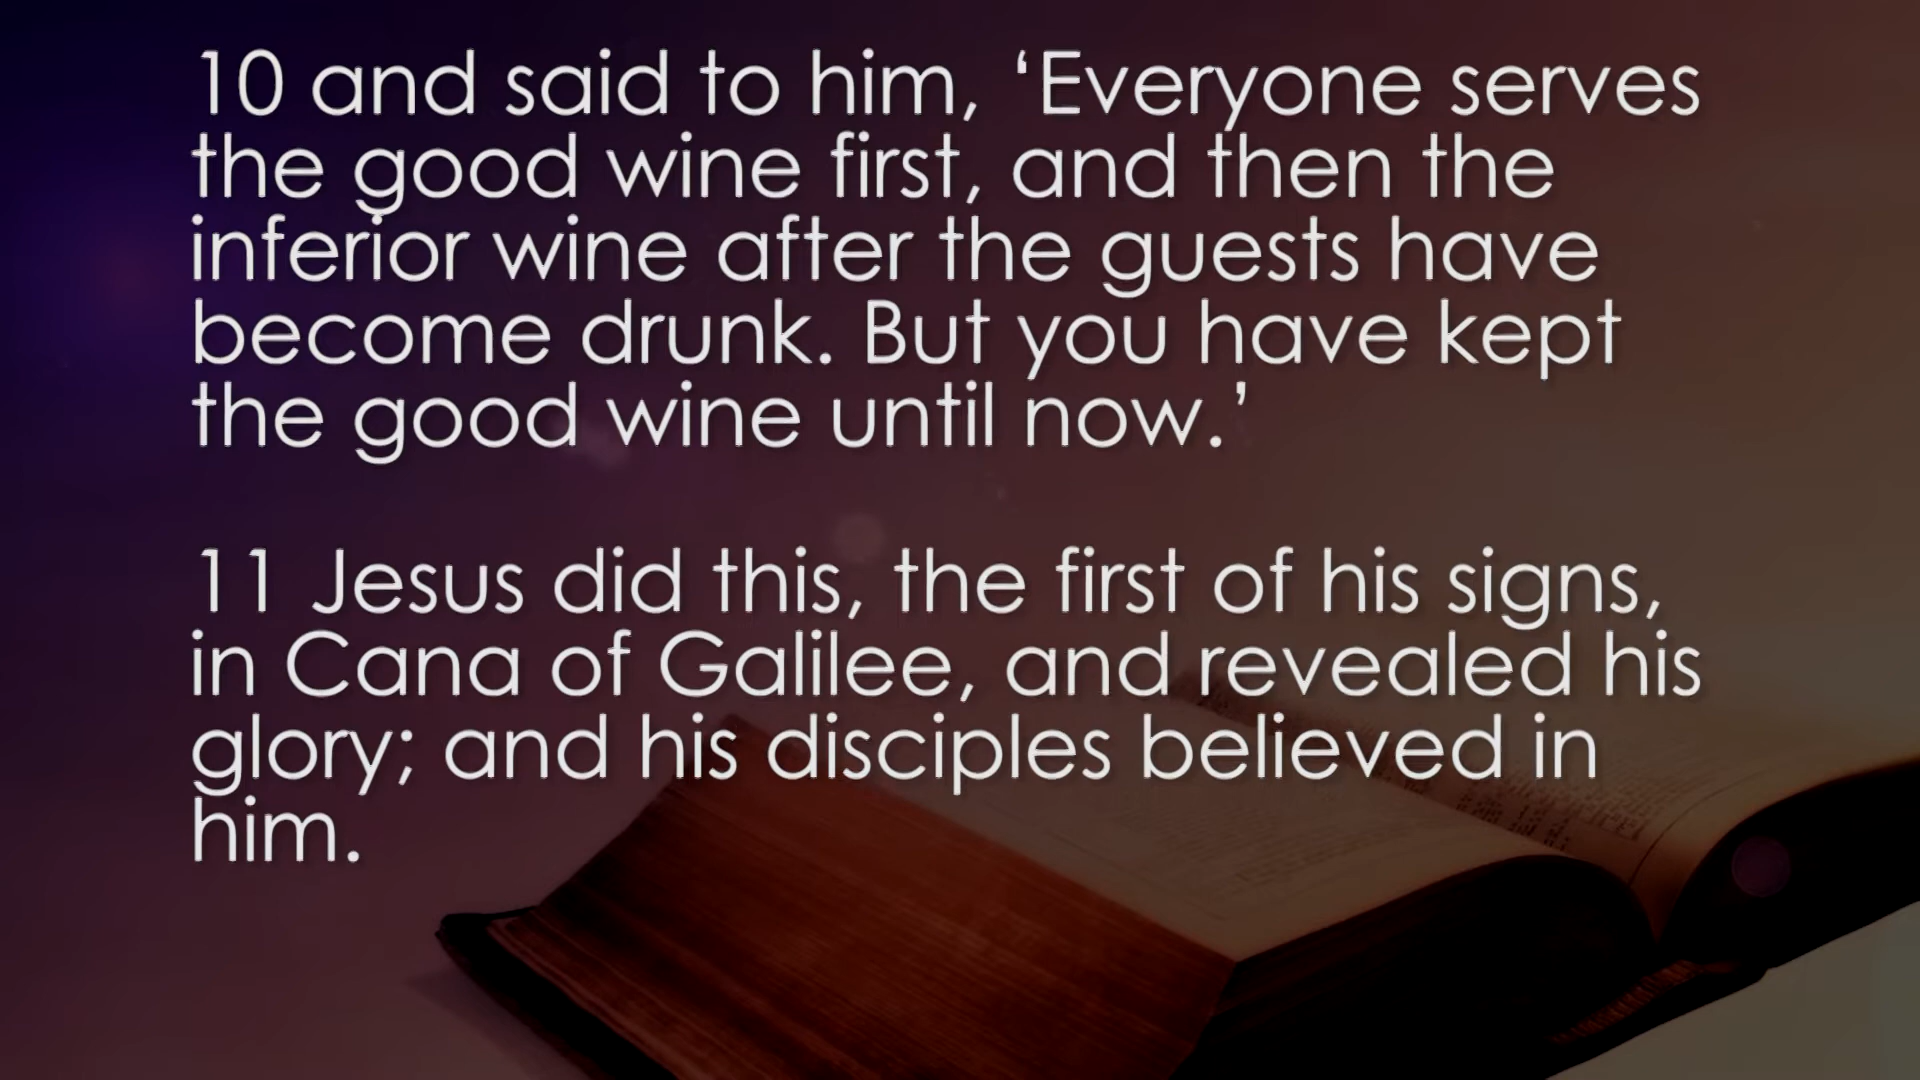 10 and said to him, ‘Everyone serves
the good wine first, and then the
inferior wine after the guests have
become drunk. But you have kept
the good wine until now.’
11 Jesus did this, the first of his signs,
in Cana of Galilee, and revealed his
glory; and his disciples believed in
him.